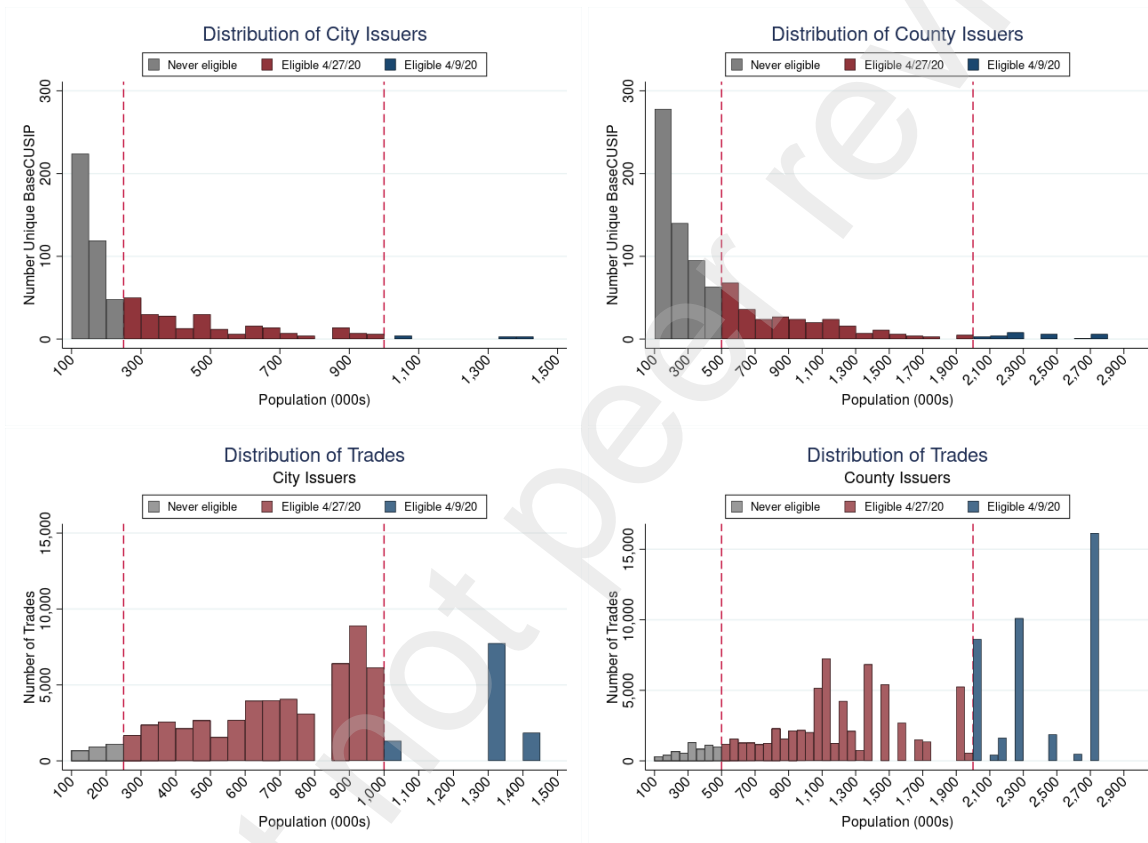 Distribution of City Issuers
Never eligible Eligible 4/27/20 Eligible 4/9/20
Number Unique BaseCUSIP
300
200
100
0
100 300 500 700 900 1,100 1,300 1,500
Population (000s)
Distribution of County Issuers
Never eligible Eligible 4/27/20 Eligible 4/9/20
Number Unique BaseCUSIP
300
200
100
0
100 300 500 700 900 1,100 1,300 1,500 1,700 1,900 2,100 2,300 2,500 2,700 2,900
Population (000s)
Distribution of Trades
City Issuers
Never eligible Eligible 4/27/20 Eligible 4/9/20
Number of Trades
15,000
10,000
5,000
0
100 200 300 400 500 600 700 800 900 1,000 1,100 1,200 1,300 1,400 1,500
Population (000s)
Distribution of Trades
County Issuers
Never eligible Eligible 4/27/20 Eligible 4/9/20
Number of Trades
15,000
10,000
5,000
0
100 300 500 700 900 1,100 1,300 1,500 1,700 1,900 2,100 2,300 2,500 2,700 2,900
Population (000s)
not peer